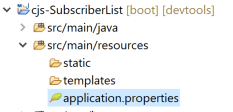 cjs-SubscriberList [boot] [devtools]
src/main/java
src/main/resources
static
templates
application.properties